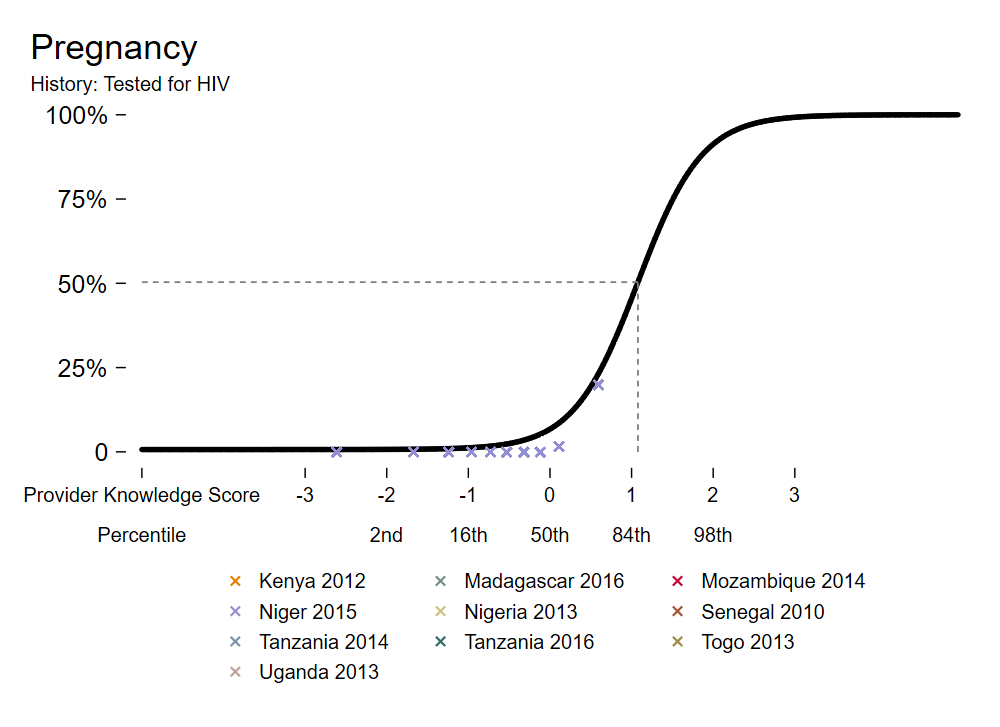 Pregnancy
History: Tested for HIV
100%
75%
50%
25%
0
Provider Knowledge Score -3 -2 -1 0 1 2 3
Percentile 2nd 16th 50th 84th 98th
Kenya 2012 Madagascar 2016 Mozambique 2014
Niger 2015 Nigeria 2013 Senegal 2010
Tanzania 2014 Tanzania 2016 Togo 2013
Uganda 2013